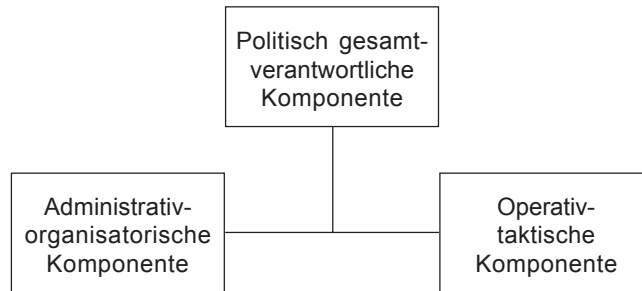 Politisch gesamt-
verantwortliche
Komponente
Administrativ-
organisatorische
Komponente
Operativ-
taktische
Komponente